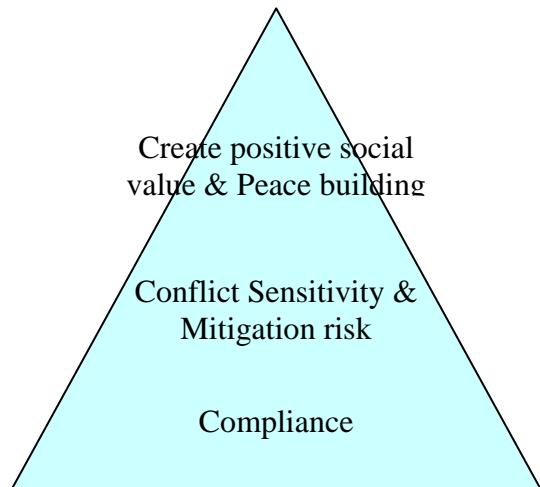 Create positive social
value & Peace building
Conflict Sensitivity &
Mitigation risk
Compliance